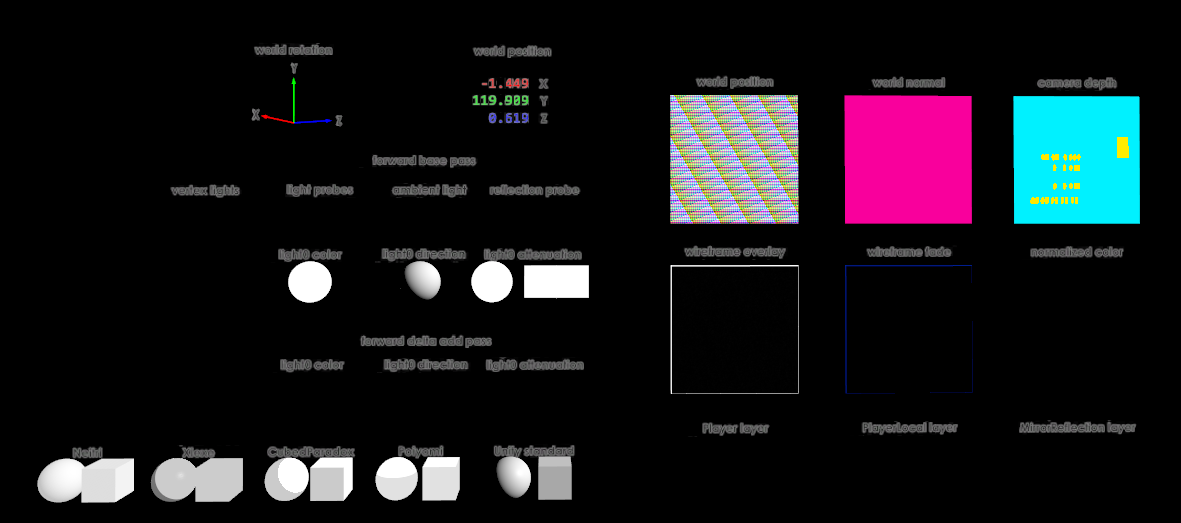 world rotation
Y
X
Z
world position
-1.449 X
119.909 Y
0.619 Z
forward base pass
vertex lights
light probes
ambient light
reflection probe
light0 color
light0 direction
light0 attenuation
forward delta add pass
light0 color
light0 direction
light0 attenuation
Neitri
Xiexe
CubedParadox
Poiyomi
Unity standard
world position
world normal
camera depth
wireframe overlay
wireframe fade
normalized color
Player layer
PlayerLocal layer
MirrorReflection layer